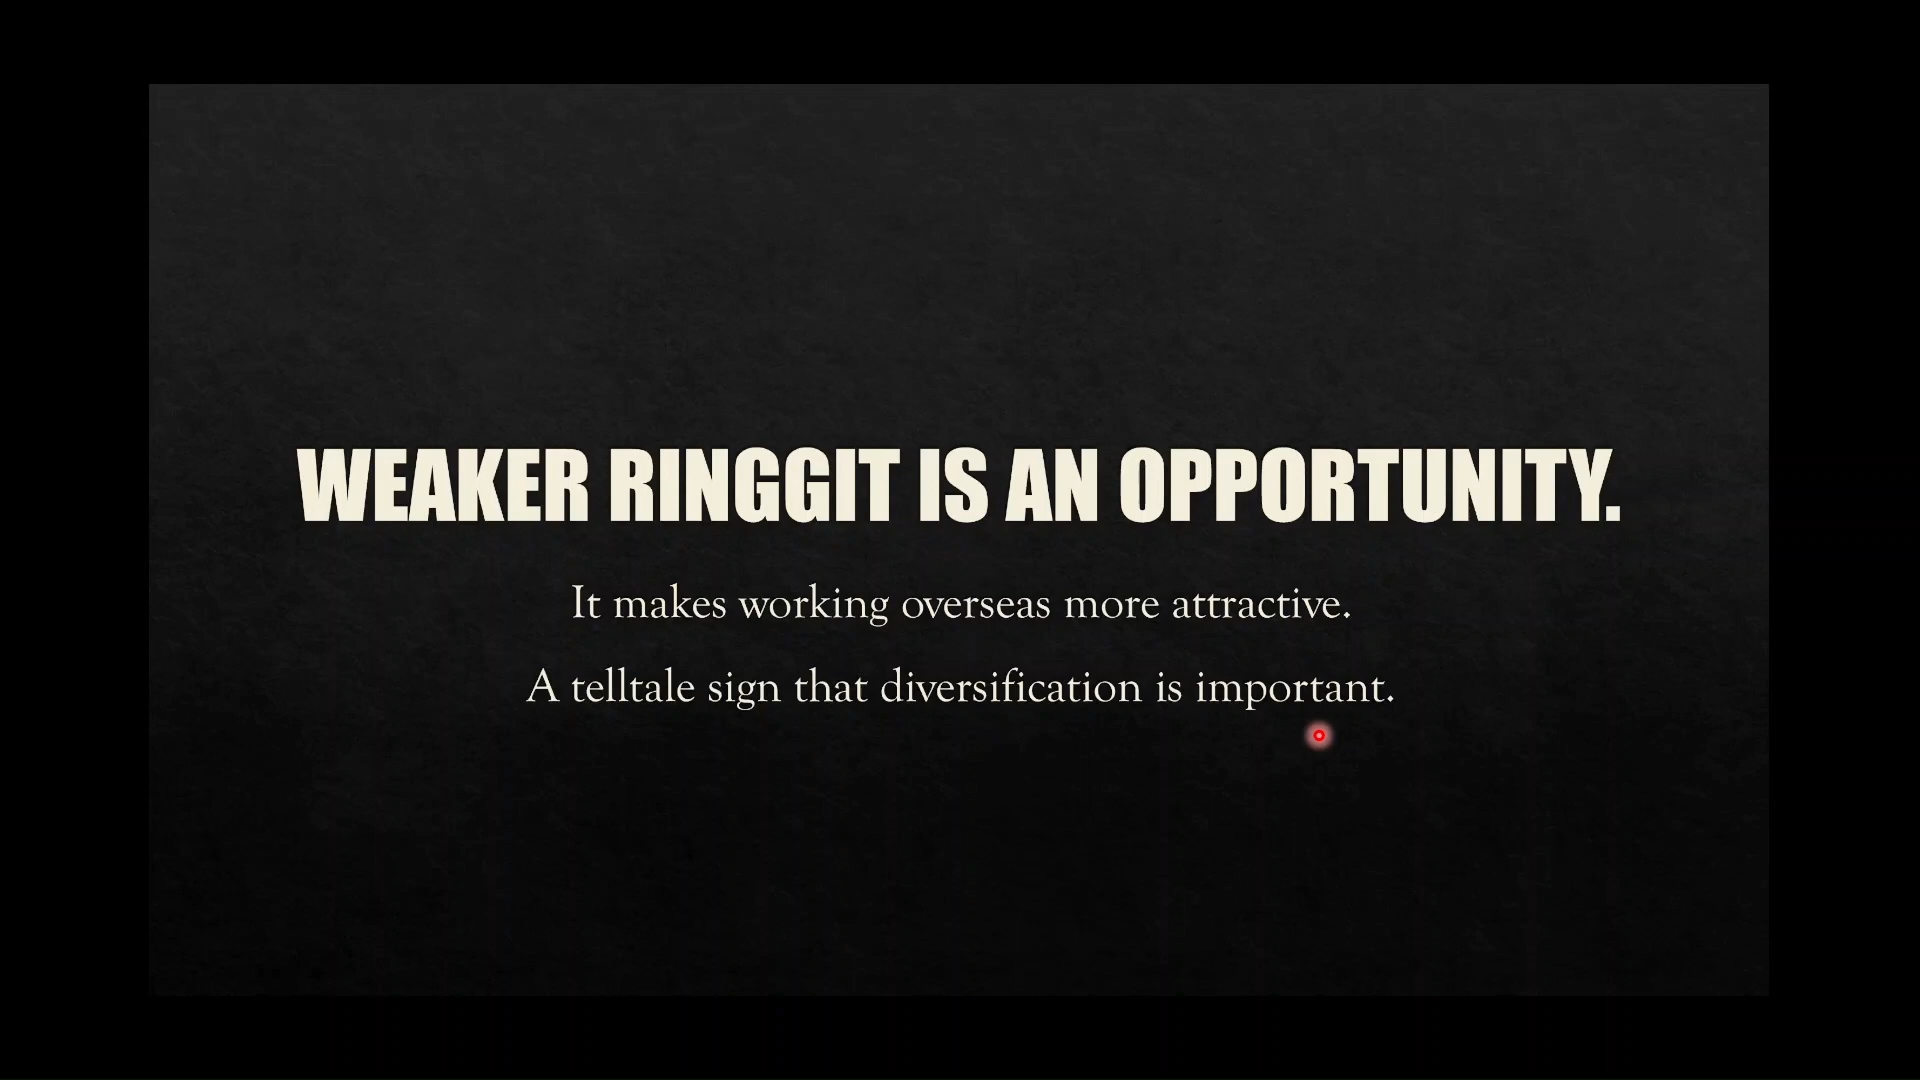 WEAKER RINGGIT IS AN OPPORTUNITY.
It makes working overseas more attractive.
A telltale sign that diversification is important.